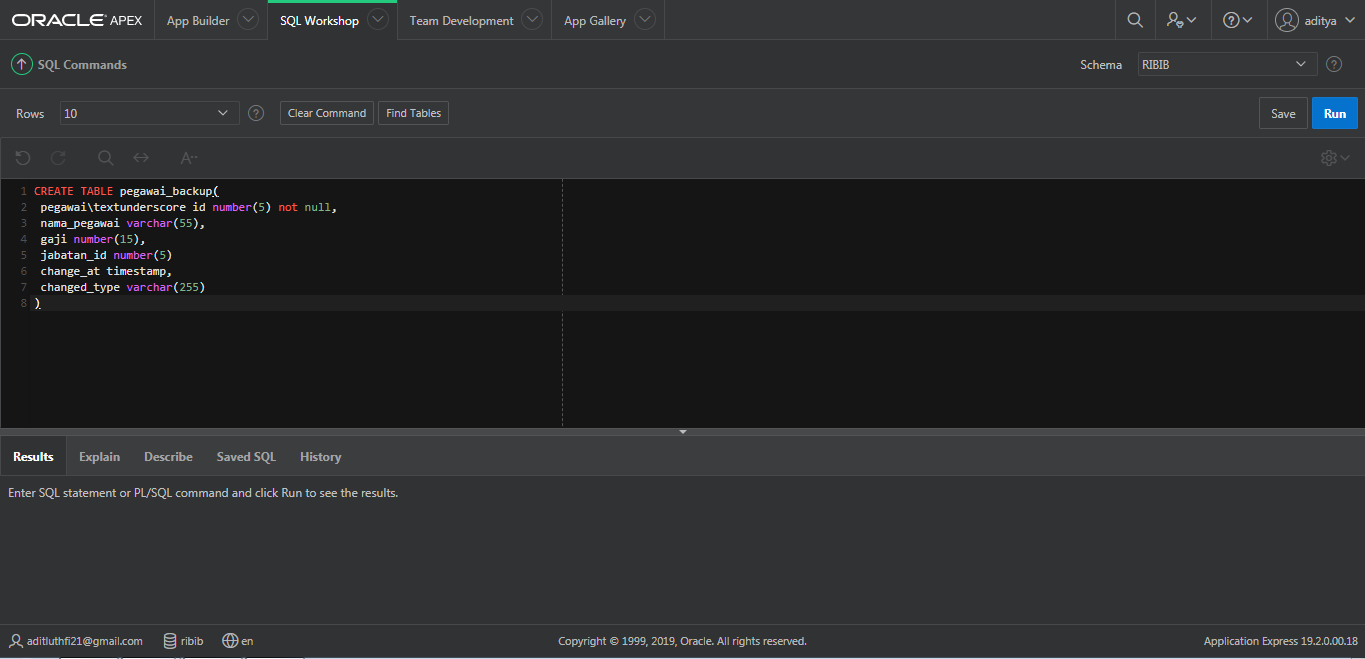 ORACLE APEX App Builder SQL Workshop Team Development App Gallery aditya
SQL Commands Schema RIBIB
Rows 10 Clear Command Find Tables Save Run
A
1 CREATE TABLE pegawai_backup(
2 pegawai\textunderscore id number(5) not null,
3 nama_pegawai varchar(55),
4 gaji number(15),
5 jabatan_id number(5)
6 change_at timestamp,
7 changed_type varchar(255)
8 )
Results Explain Describe Saved SQL History
Enter SQL statement or PL/SQL command and click Run to see the results.
aditluthfi21@gmail.com ribib en Copyright © 1999, 2019, Oracle. All rights reserved. Application Express 19.2.0.00.18